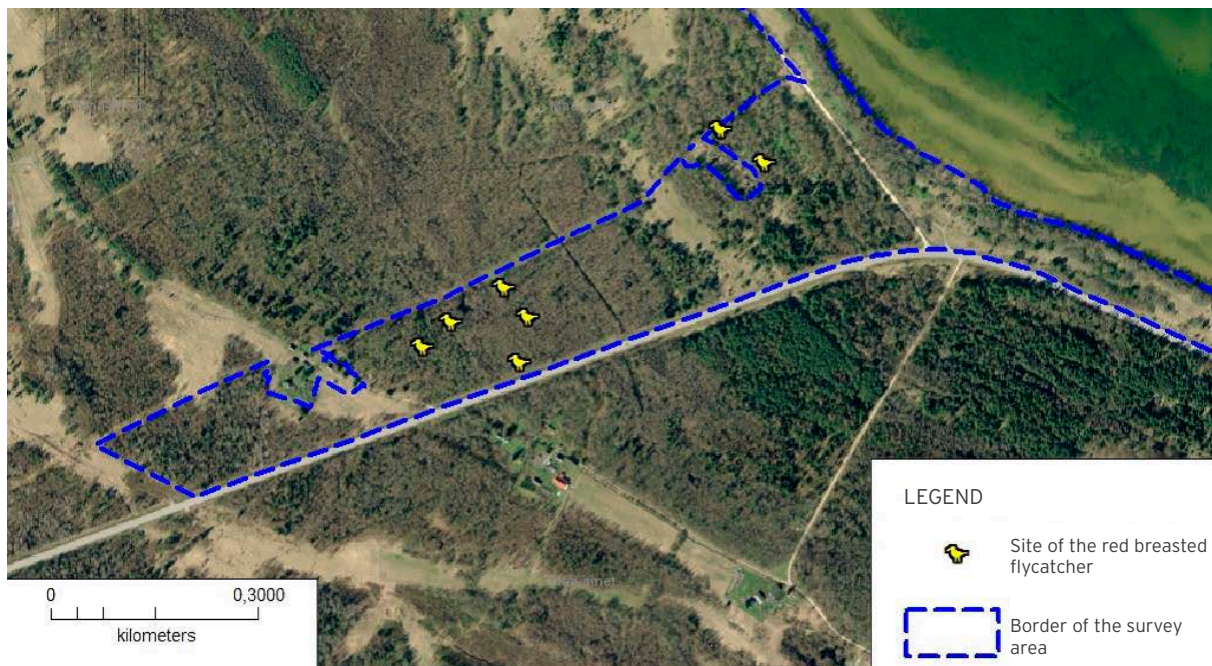 LEGEND
Site of the red breasted
flycatcher
Border of the survey
area
0 0,3000
kilometers